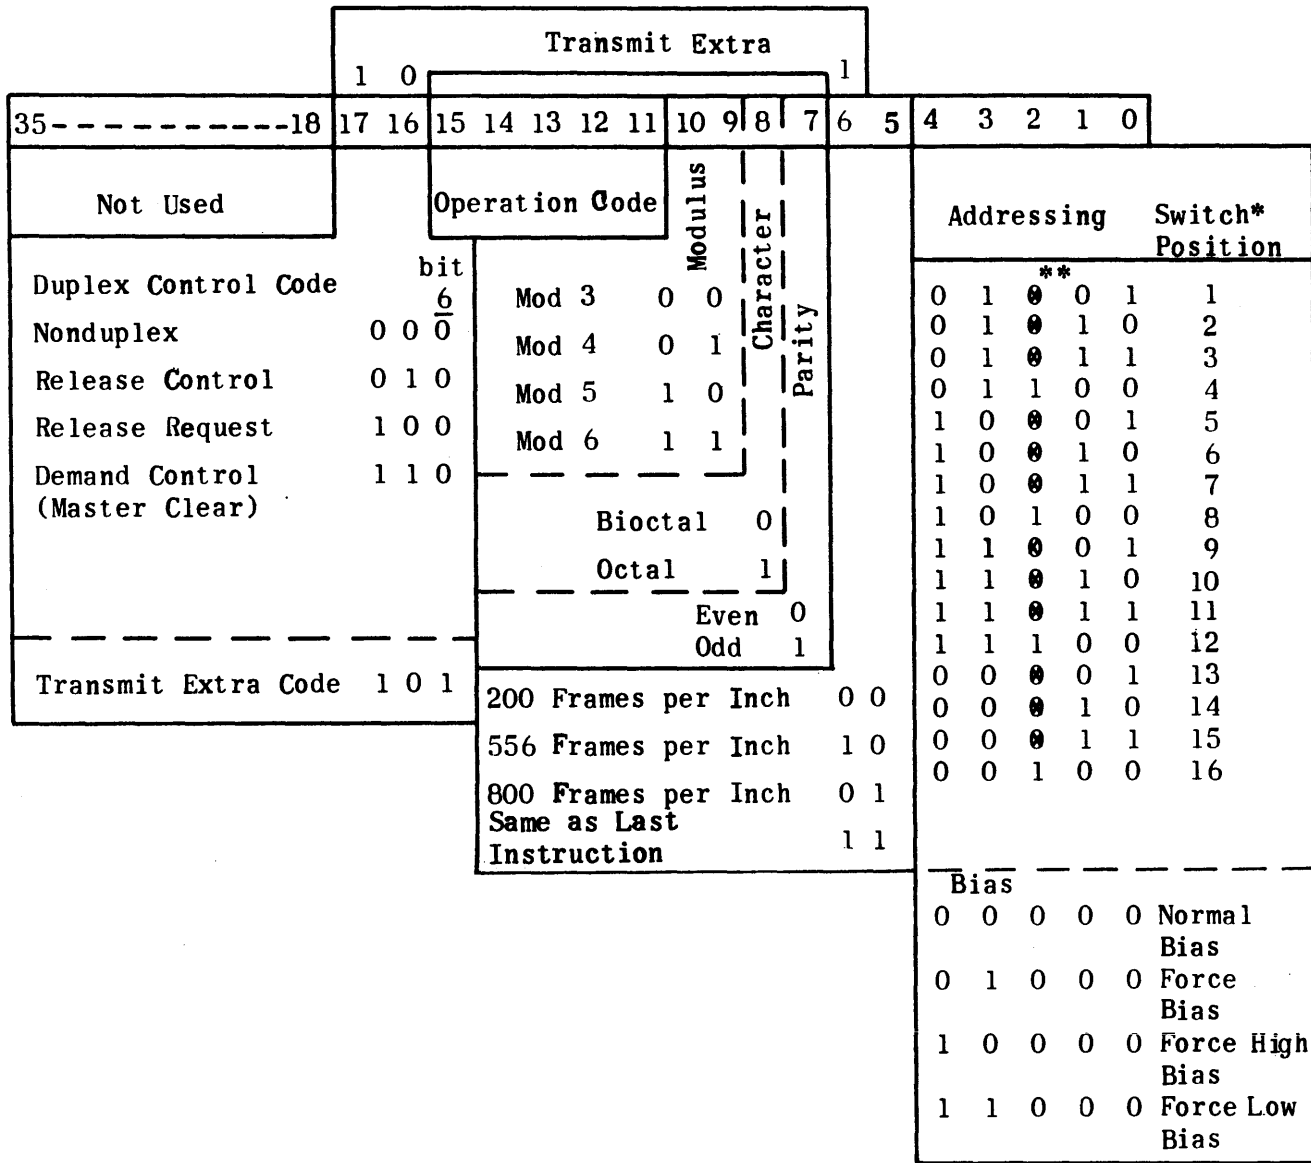 Transmit Extra
1 0 1
35-----------18 17 16 15 14 13 12 11 10 9 8 7 6 5 4 3 2 1 0
Not Used
Operation Code
Modulus
Character
Parity
Addressing Switch*
Position
Duplex Control Code bit
6
Nonduplex 0 0 0
Release Control 0 1 0
Release Request 1 0 0
Demand Control 1 1 0
(Master Clear)
Transmit Extra Code 1 0 1
Mod 3 0 0
Mod 4 0 1
Mod 5 1 0
Mod 6 1 1
Bioctal 0
Octal 1
Even 0
Odd 1
200 Frames per Inch 0 0
556 Frames per Inch 1 0
800 Frames per Inch 0 1
Same as Last
Instruction 1 1
**
0 1 0 0 1 1
0 1 0 1 0 2
0 1 0 1 1 3
0 1 1 0 0 4
1 0 0 0 1 5
1 0 0 1 0 6
1 0 0 1 1 7
1 0 1 0 0 8
1 1 0 0 1 9
1 1 0 1 0 10
1 1 0 1 1 11
1 1 1 0 0 12
0 0 0 0 1 13
0 0 0 1 0 14
0 0 0 1 1 15
0 0 1 0 0 16
Bias
0 0 0 0 0 Normal
Bias
0 1 0 0 0 Force
Bias
1 0 0 0 0 Force High
Bias
1 1 0 0 0 Force Low
Bias